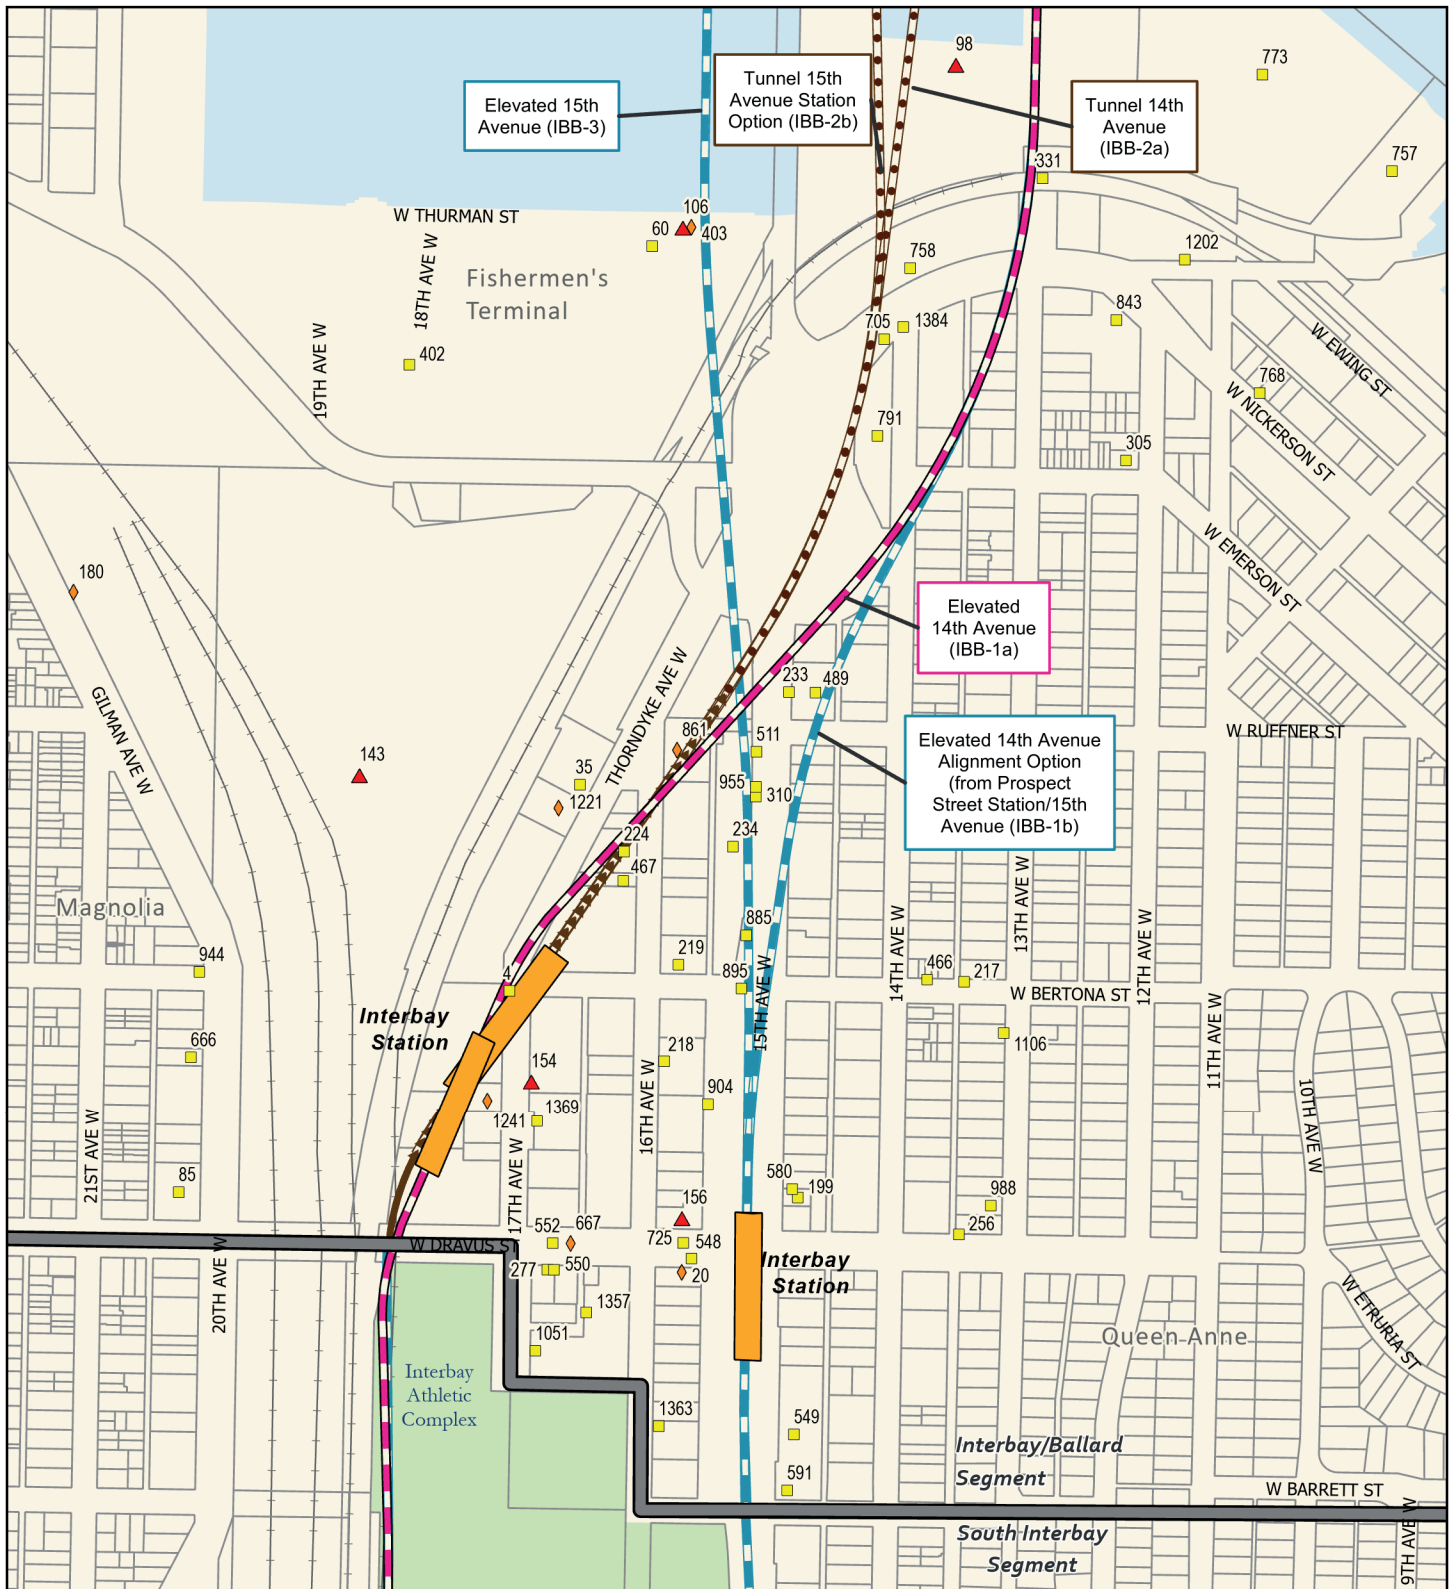 98
773
Elevated 15th
Avenue (IBB-3)
Tunnel 15th
Avenue Station
Option (IBB-2b)
Tunnel 14th
Avenue
(IBB-2a)
331
757
W THURMAN ST
106
60
403
758
1202
18TH AVE W
Fishermen's
Terminal
843
705
1384
19TH AVE W
402
W EWING ST
768
W NICKERSON ST
791
305
W EMERSON ST
180
Elevated
14th Avenue
(IBB-1a)
THORNDYKE AVE W
233
489
GILMAN AVE W
861
511
W RUFFNER ST
Elevated 14th Avenue
Alignment Option
(from Prospect
Street Station/15th
Avenue (IBB-1b)
143
35
1221
955
310
224
234
467
Magnolia
885
14TH AVE W
13TH AVE W
12TH AVE W
944
219
895
466
217
4
15TH AVE W
W BERTONA ST
Interbay
Station
666
1106
11TH AVE W
154
218
1241
1369
904
16TH AVE W
10TH AVE W
21ST AVE W
17TH AVE W
85
580
199
156
988
256
552
667
725
548
W DRAVUS ST
20TH AVE W
277
550
20
Interbay
Station
1357
W ETRURIA ST
1051
Queen Anne
Interbay
Athletic
Complex
1363
549
Interbay/Ballard
Segment
591
W BARRETT ST
South Interbay
Segment
9TH AVE W